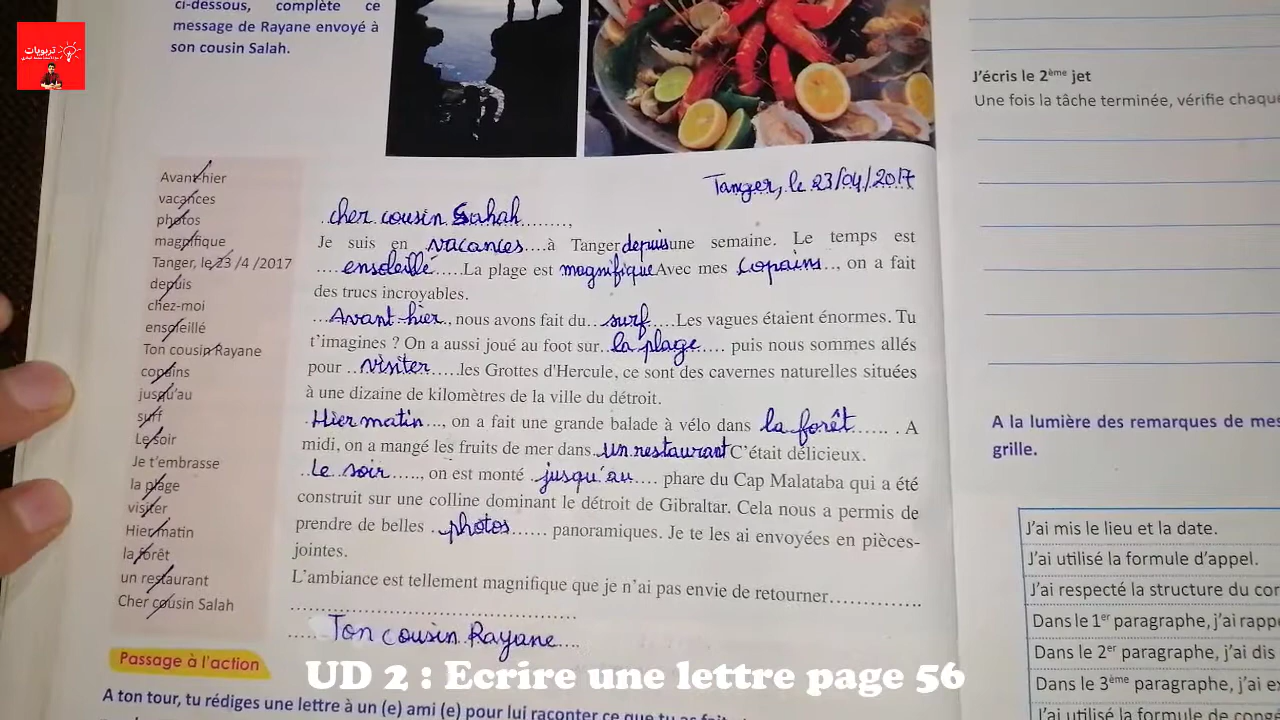 تربويات
ci-dessous, complète ce
message de Rayane envoyé à
son cousin Salah.
Avant-hier
vacances
photos
magnifique
Tanger, le 23 /4 /2017
depuis
chez-moi
ensoleillé
Ton cousin Rayane
copains
jusqu'au
surf
Le soir
Je t'embrasse
la plage
visiter
Hier matin
la forêt
un restaurant
Cher cousin Salah
Tanger, le 23/04/2017
cher cousin Sahah........,
Je suis en vacances....à Tanger depuis une semaine. Le temps est
....ensoleillé.....La plage est magnifique Avec mes copains.., on a fait
des trucs incroyables.
...Avant-hier., nous avons fait du...surf....Les vagues étaient énormes. Tu
t'imagines ? On a aussi joué au foot sur..la plage.... puis nous sommes allés
pour ..visiter.....les Grottes d'Hercule, ce sont des cavernes naturelles situées
à une dizaine de kilomètres de la ville du détroit.
.Hier matin..., on a fait une grande balade à vélo dans la forêt...... . A
midi, on a mangé les fruits de mer dans..un restaurant C'était délicieux.
..Le soir....., on est monté .jusqu'au.... phare du Cap Malataba qui a été
construit sur une colline dominant le détroit de Gibraltar. Cela nous a permis de
prendre de belles ..photos...... panoramiques. Je te les ai envoyées en pièces-
jointes.
L'ambiance est tellement magnifique que je n'ai pas envie de retourner..............
............................................
..... Ton cousin Rayane....
Passage à l'action
A ton tour, tu rédiges une lettre à un (e) ami (e) pour lui raconter ce que tu as fait
J'écris le 2ème jet
Une fois la tâche terminée, vérifie chaque
A la lumière des remarques de mes
grille.
J'ai mis le lieu et la date.
J'ai utilisé la formule d'appel.
J'ai respecté la structure du
Dans le 1er paragraphe, j'ai
Dans le 2er paragraphe, j'ai dis
Dans le 3ème paragraphe, j'ai
J'ai utilisé la formule de
UD 2 : Ecrire une lettre page 56